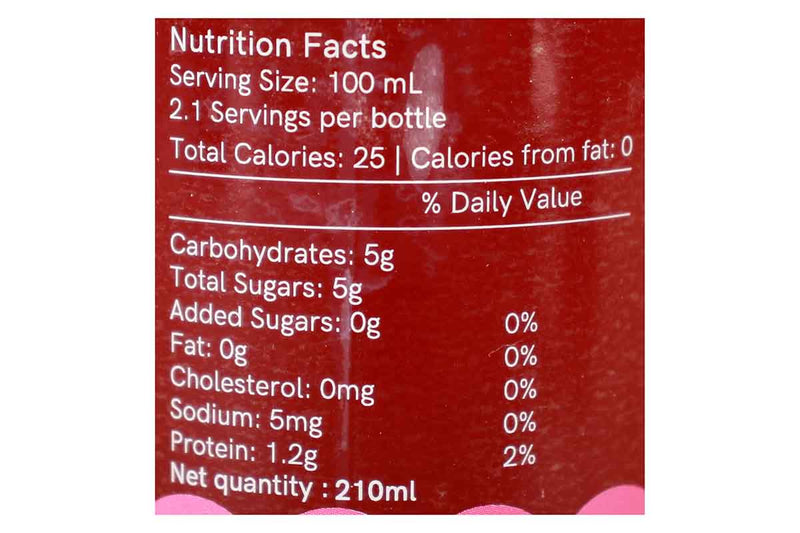 Nutrition Facts
Serving Size: 100 mL
2.1 Servings per bottle
Total Calories: 25 | Calories from fat: 0
% Daily Value
Carbohydrates: 5g
Total Sugars: 5g
Added Sugars: 0g 0%
Fat: 0g 0%
Cholesterol: 0mg 0%
Sodium: 5mg 0%
Protein: 1.2g 2%
Net quantity : 210ml